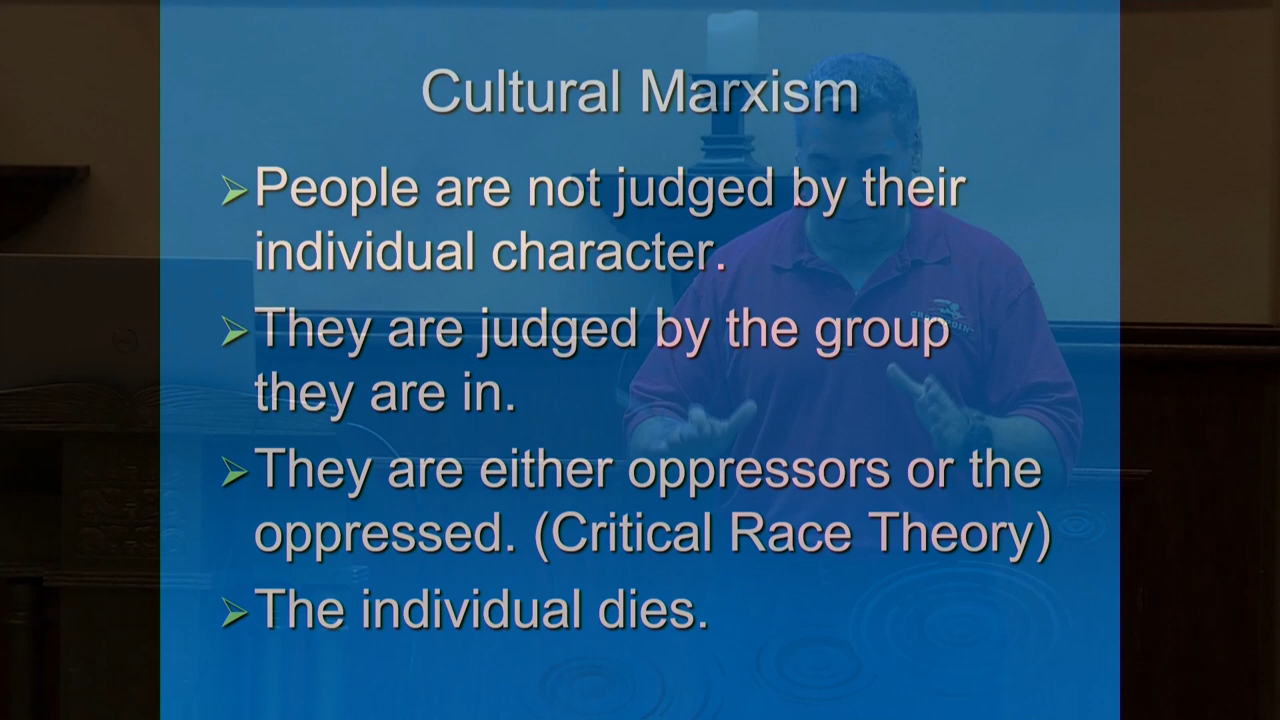 Cultural Marxism
People are not judged by their
individual character.
They are judged by the group
they are in.
They are either oppressors or the
oppressed. (Critical Race Theory)
The individual dies.